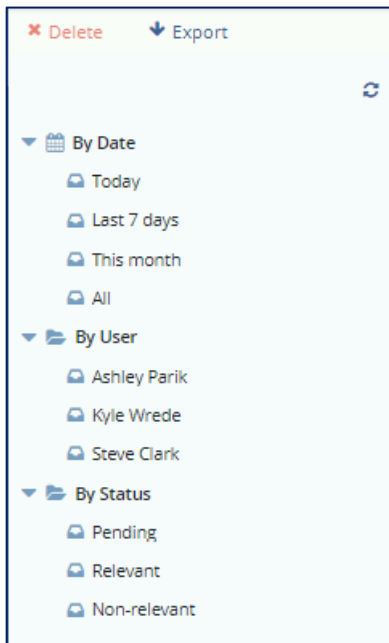 Delete Export
By Date
Today
Last 7 days
This month
All
By User
Ashley Parik
Kyle Wrede
Steve Clark
By Status
Pending
Relevant
Non-relevant